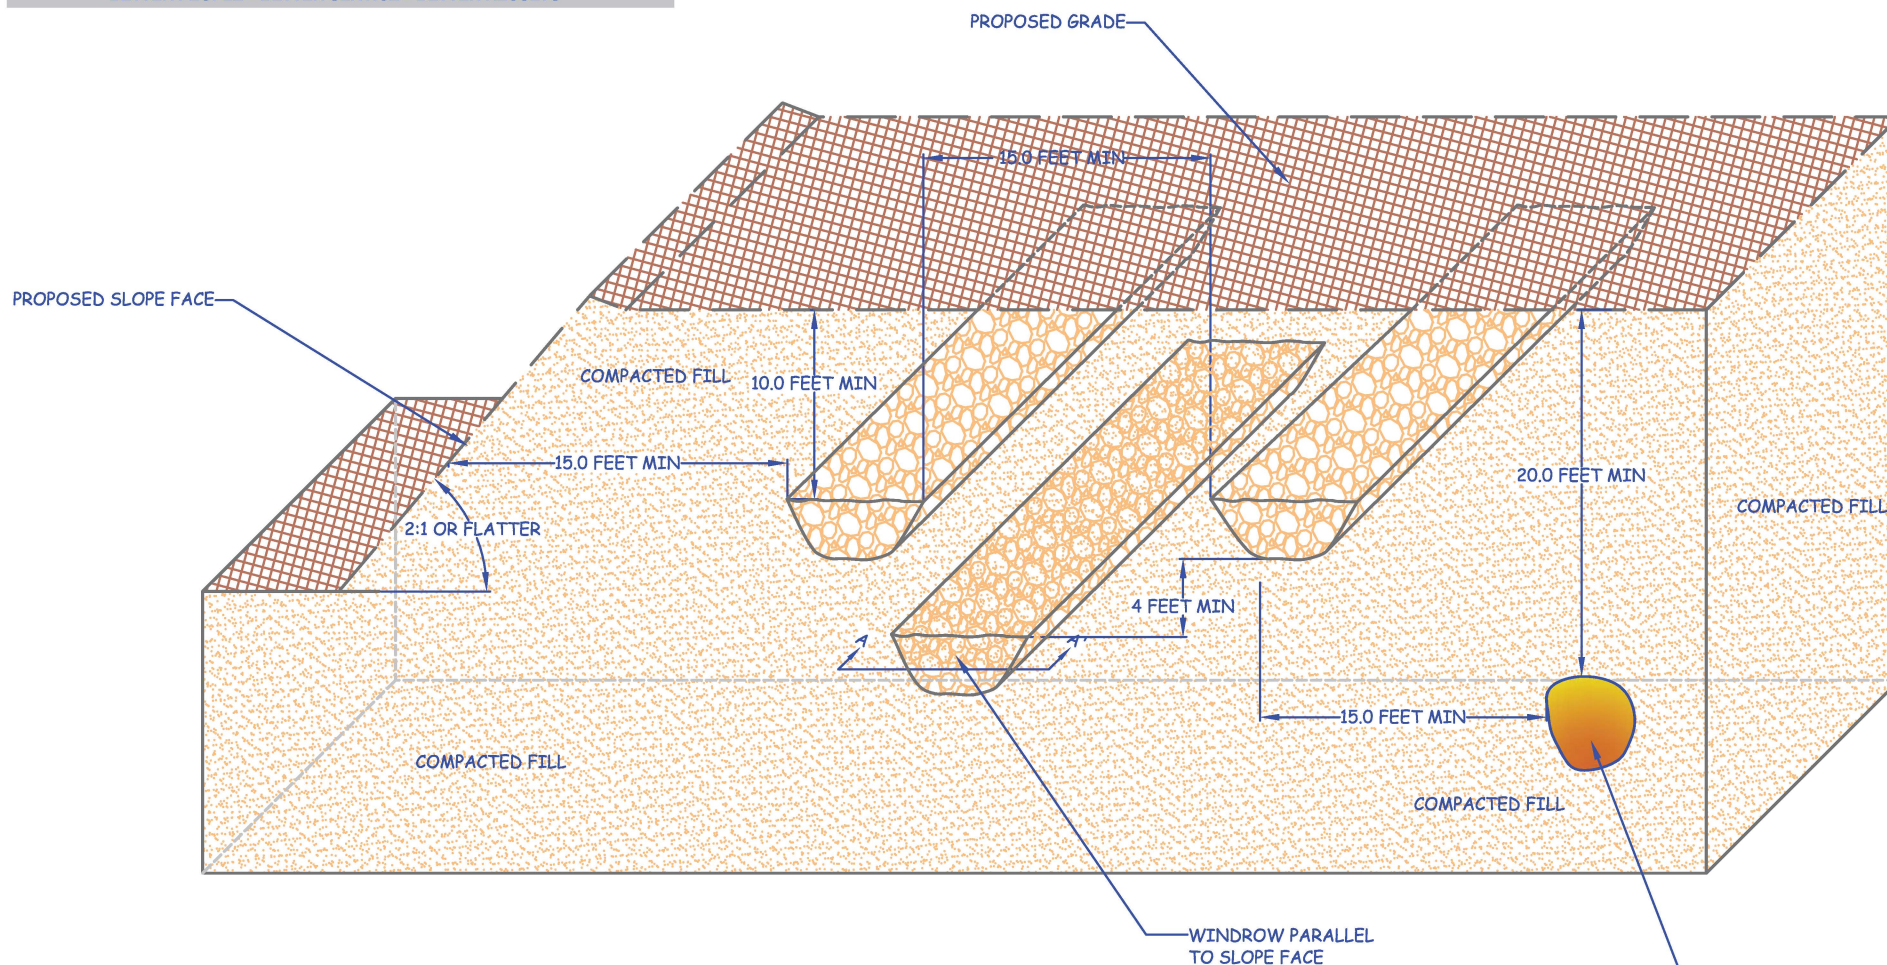 PROPOSED GRADE
15.0 FEET MIN
PROPOSED SLOPE FACE
COMPACTED FILL
10.0 FEET MIN
15.0 FEET MIN
20.0 FEET MIN
COMPACTED FILL
2:1 OR FLATTER
4 FEET MIN
A
A'
15.0 FEET MIN
COMPACTED FILL
COMPACTED FILL
WINDROW PARALLEL
TO SLOPE FACE